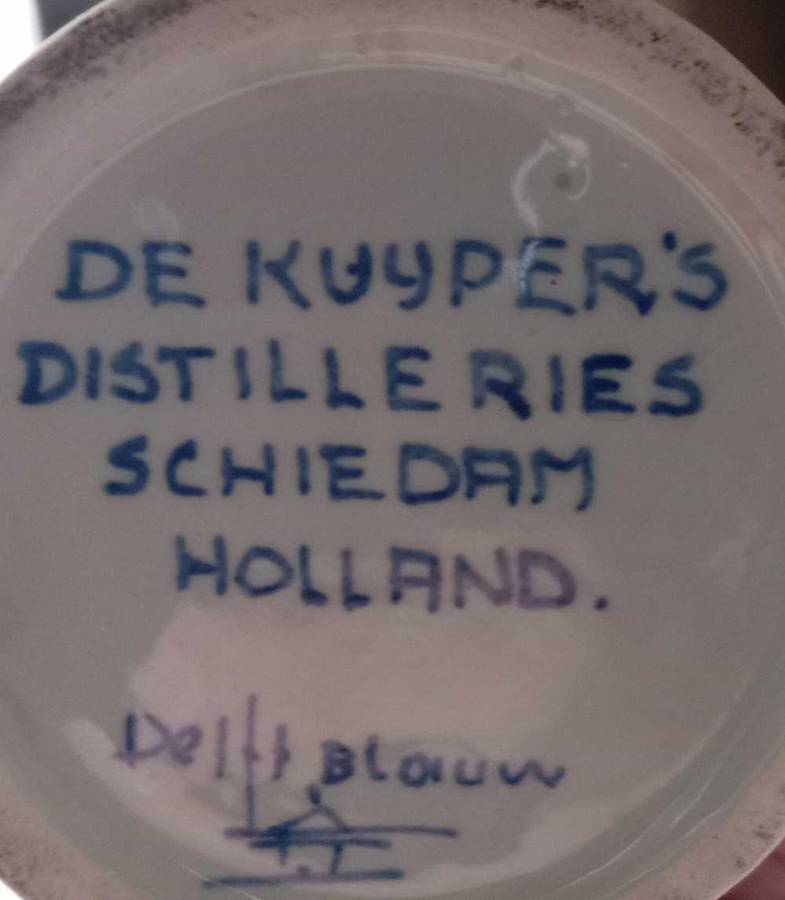 DE KUYPER'S
DISTILLERIES
SCHIEDAM
HOLLAND.
Delft Blauw